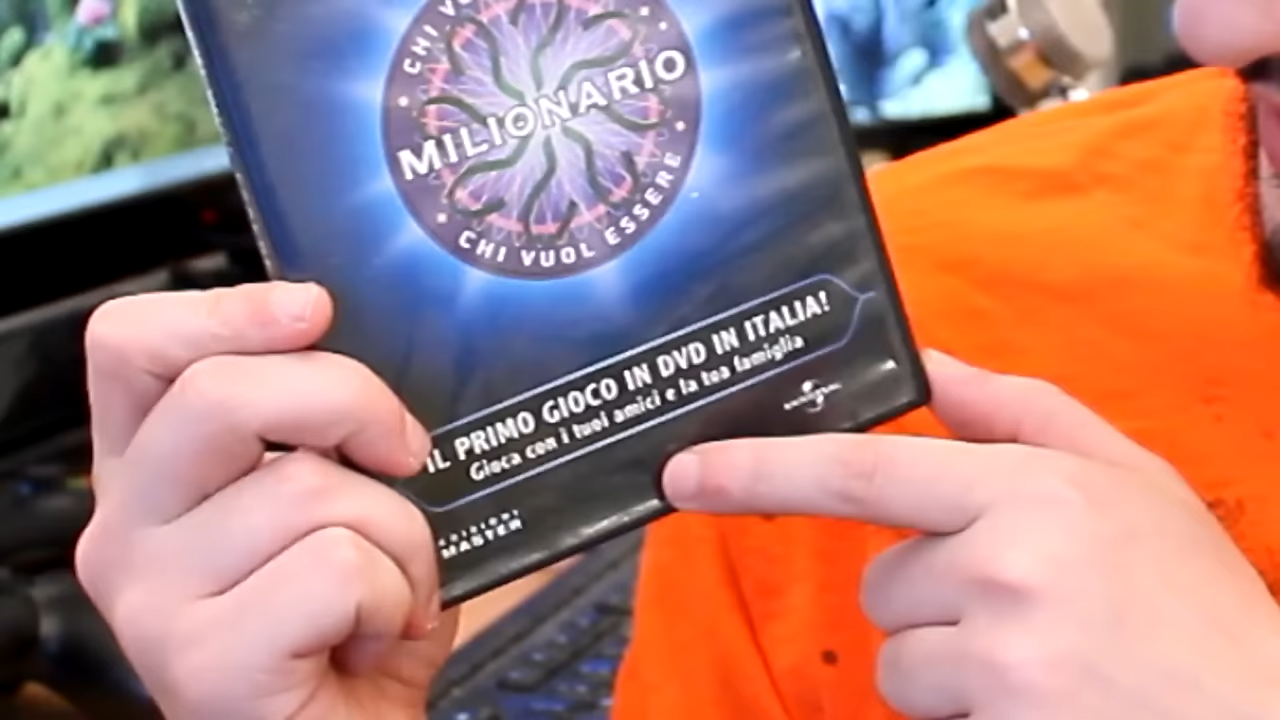 CHI VUOL
MILIONARIO
CHI VUOL ESSERE
IL PRIMO GIOCO IN DVD IN ITALIA!
Gioca con i tuoi amici e la tua famiglia
UNIVERSAL
EDIZIONI
MASTER